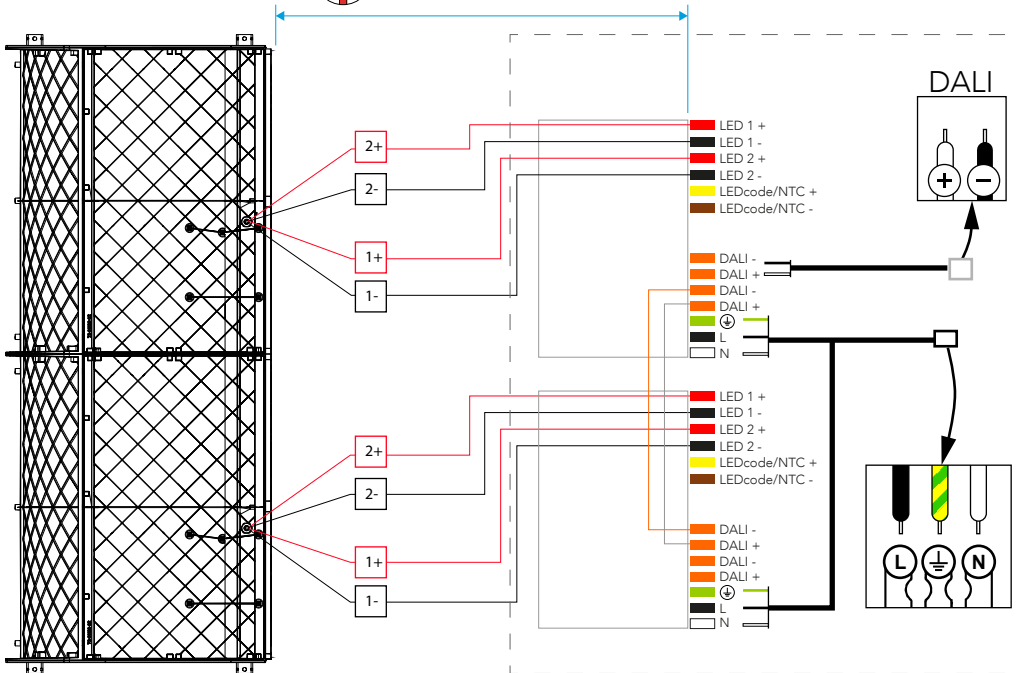 DALI
+ -
LED 1 +
LED 1 -
LED 2 +
LED 2 -
LEDcode/NTC +
LEDcode/NTC -
DALI -
DALI +
DALI -
DALI +
L
N
2+
2-
1+
1-
LED 1 +
LED 1 -
LED 2 +
LED 2 -
LEDcode/NTC +
LEDcode/NTC -
DALI -
DALI +
DALI -
DALI +
L
N
2+
2-
1+
1-
L N